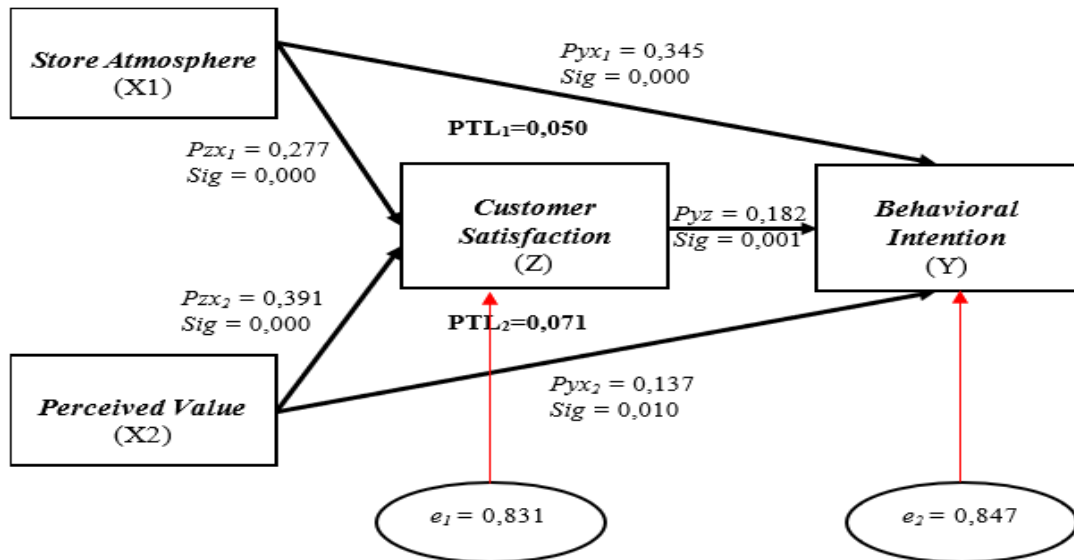 Store Atmosphere
(X1)
Pyx₁ = 0,345
Sig = 0,000
PTL₁=0,050
Pzx₁ = 0,277
Sig = 0,000
Customer
Satisfaction
(Z)
Pyz = 0,182
Sig = 0,001
Behavioral
Intention
(Y)
Pzx₂ = 0,391
Sig = 0,000
PTL₂=0,071
Perceived Value
(X2)
Pyx₂ = 0,137
Sig = 0,010
e₁ = 0,831
e₂ = 0,847